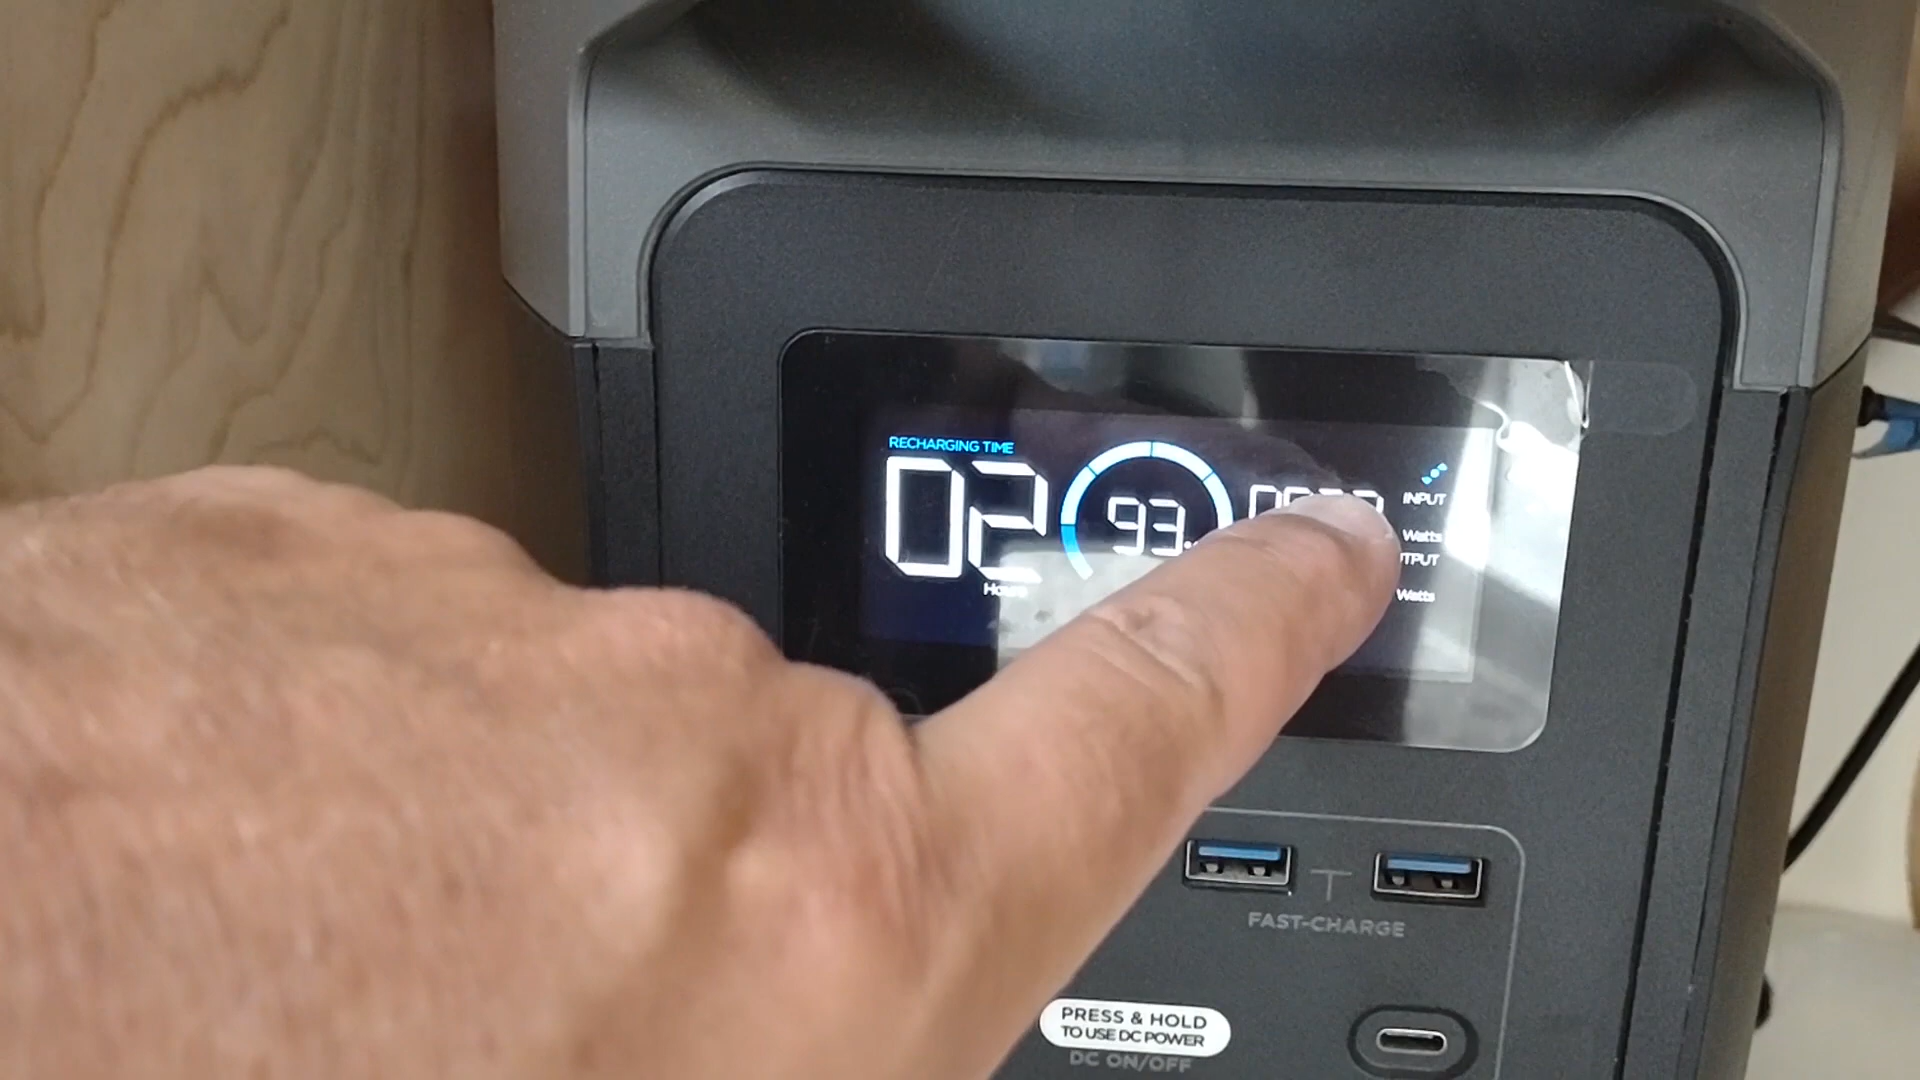 RECHARGING TIME
02
Hours
93
INPUT
Watts
TPUT
Watts
FAST-CHARGE
PRESS & HOLD
TO USE DC POWER
DC ON/OFF